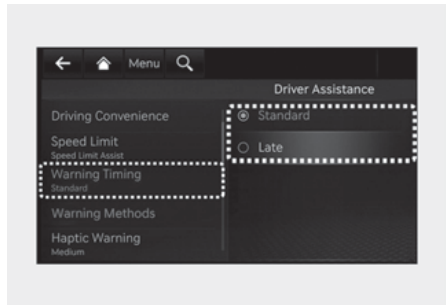 Menu
Driver Assistance
Driving Convenience
Speed Limit
Speed Limit Assist
Warning Timing
Standard
Warning Methods
Haptic Warning
Medium
Standard
Late